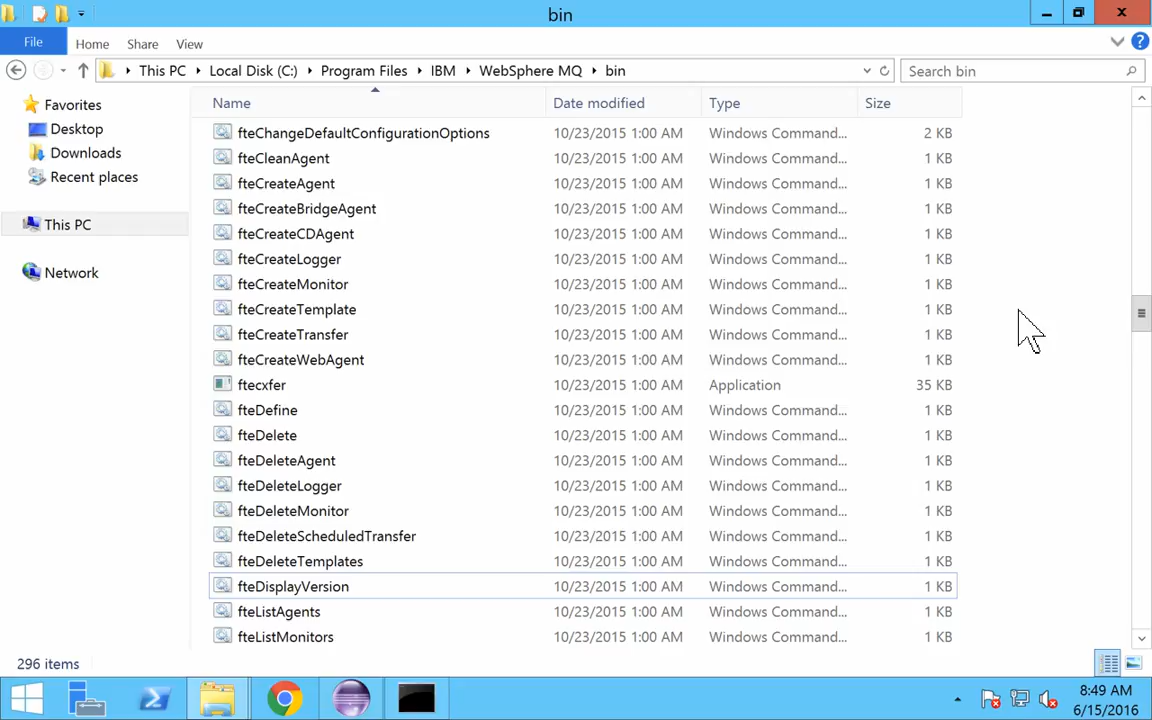 bin
File Home Share View
This PC Local Disk (C:) Program Files IBM WebSphere MQ bin Search bin
Favorites
Desktop
Downloads
Recent places
This PC
Network
Name Date modified Type Size
fteChangeDefaultConfigurationOptions 10/23/2015 1:00 AM Windows Command... 2 KB
fteCleanAgent 10/23/2015 1:00 AM Windows Command... 1 KB
fteCreateAgent 10/23/2015 1:00 AM Windows Command... 1 KB
fteCreateBridgeAgent 10/23/2015 1:00 AM Windows Command... 1 KB
fteCreateCDAgent 10/23/2015 1:00 AM Windows Command... 1 KB
fteCreateLogger 10/23/2015 1:00 AM Windows Command... 1 KB
fteCreateMonitor 10/23/2015 1:00 AM Windows Command... 1 KB
fteCreateTemplate 10/23/2015 1:00 AM Windows Command... 1 KB
fteCreateTransfer 10/23/2015 1:00 AM Windows Command... 1 KB
fteCreateWebAgent 10/23/2015 1:00 AM Windows Command... 1 KB
ftecxfer 10/23/2015 1:00 AM Application 35 KB
fteDefine 10/23/2015 1:00 AM Windows Command... 1 KB
fteDelete 10/23/2015 1:00 AM Windows Command... 1 KB
fteDeleteAgent 10/23/2015 1:00 AM Windows Command... 1 KB
fteDeleteLogger 10/23/2015 1:00 AM Windows Command... 1 KB
fteDeleteMonitor 10/23/2015 1:00 AM Windows Command... 1 KB
fteDeleteScheduledTransfer 10/23/2015 1:00 AM Windows Command... 1 KB
fteDeleteTemplates 10/23/2015 1:00 AM Windows Command... 1 KB
fteDisplayVersion 10/23/2015 1:00 AM Windows Command... 1 KB
fteListAgents 10/23/2015 1:00 AM Windows Command... 1 KB
fteListMonitors 10/23/2015 1:00 AM Windows Command... 1 KB
296 items
8:49 AM
6/15/2016